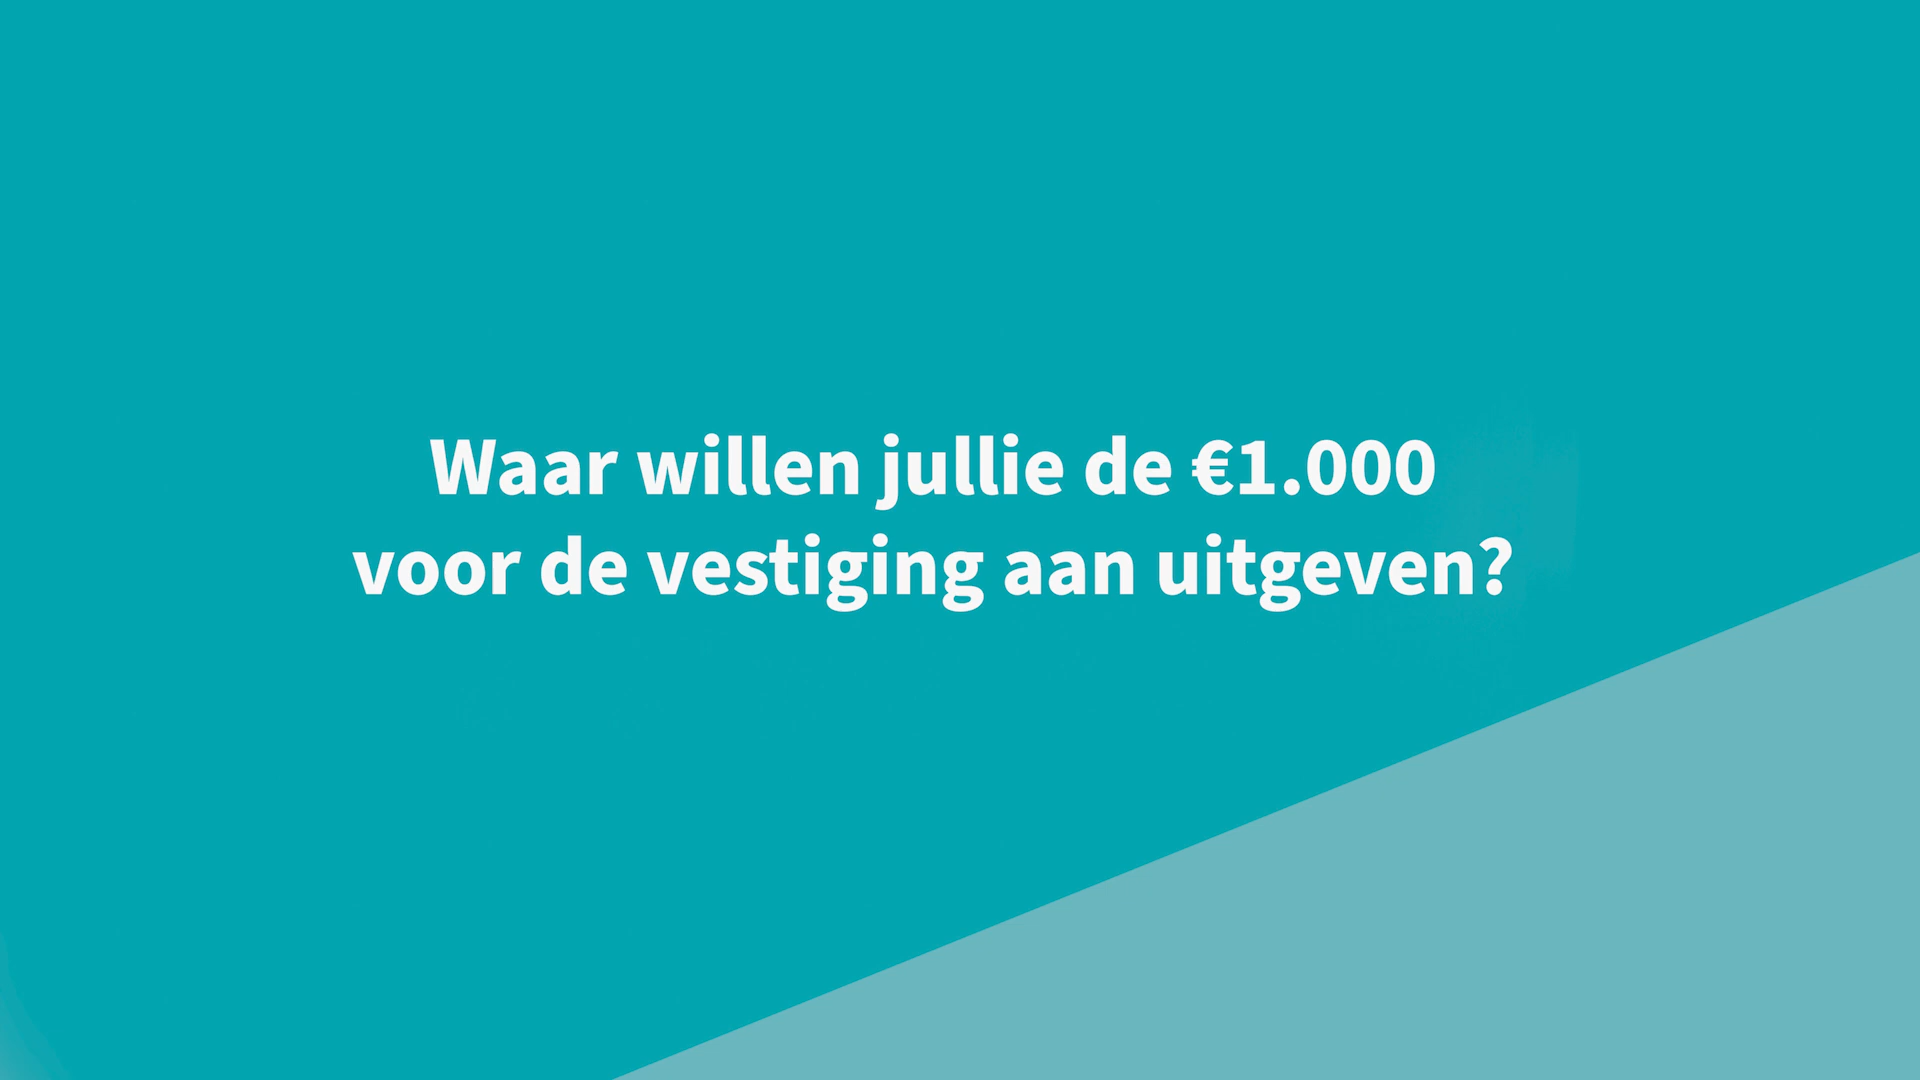 Waar willen jullie de €1.000
voor de vestiging aan uitgeven?